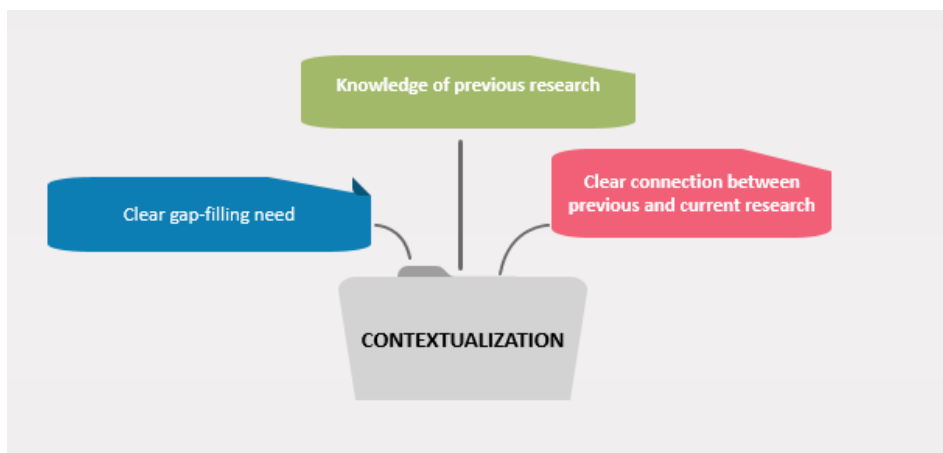 Knowledge of previous research
Clear connection between
previous and current research
Clear gap-filling need
CONTEXTUALIZATION